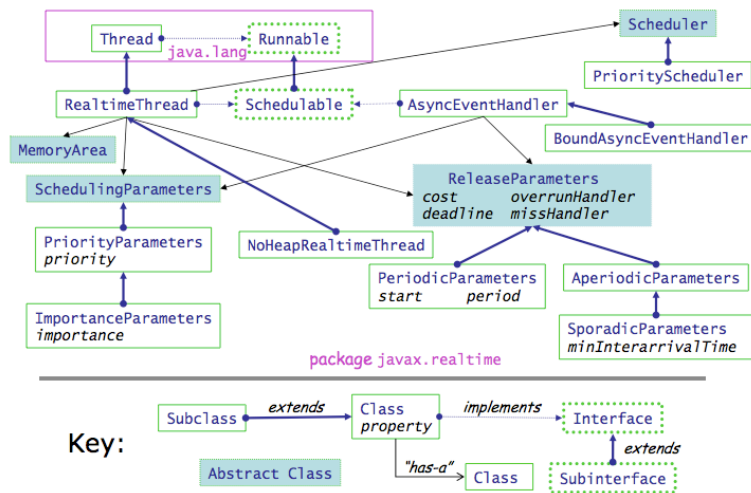 Thread
Runnable
java.lang
Scheduler
PriorityScheduler
RealtimeThread
Schedulable
AsyncEventHandler
BoundAsyncEventHandler
MemoryArea
SchedulingParameters
ReleaseParameters
cost overrunHandler
deadline missHandler
PriorityParameters
priority
NoHeapRealtimeThread
PeriodicParameters
start period
AperiodicParameters
ImportanceParameters
importance
SporadicParameters
minInterarrivalTime
package javax.realtime
Key:
Subclass
extends
Class
property
implements
Interface
extends
"has-a"
Abstract Class
Class
Subinterface